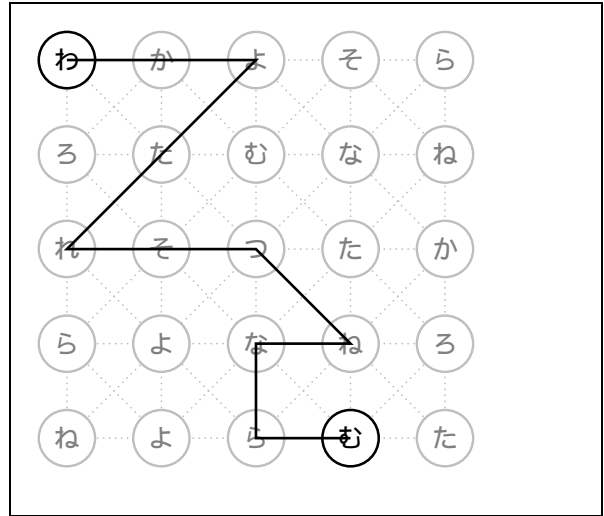 わ か よ そ ら
ろ た む な ね
れ そ つ た か
ら よ な ね ろ
ね よ ら む た